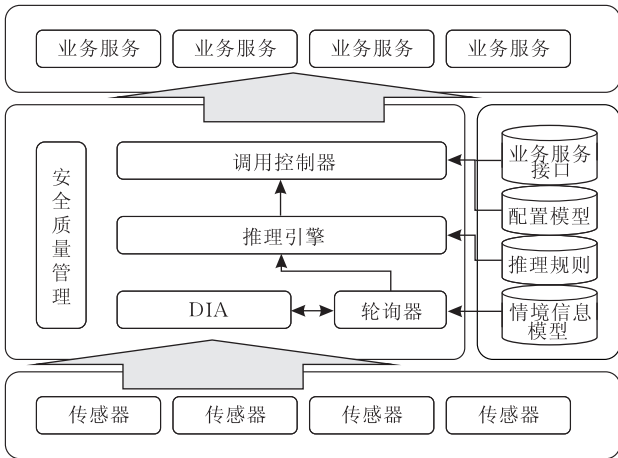 业务服务
业务服务
业务服务
业务服务
安全质量管理
调用控制器
推理引擎
DIA
轮询器
业务服务
接口
配置模型
推理规则
情境信息
模型
传感器
传感器
传感器
传感器